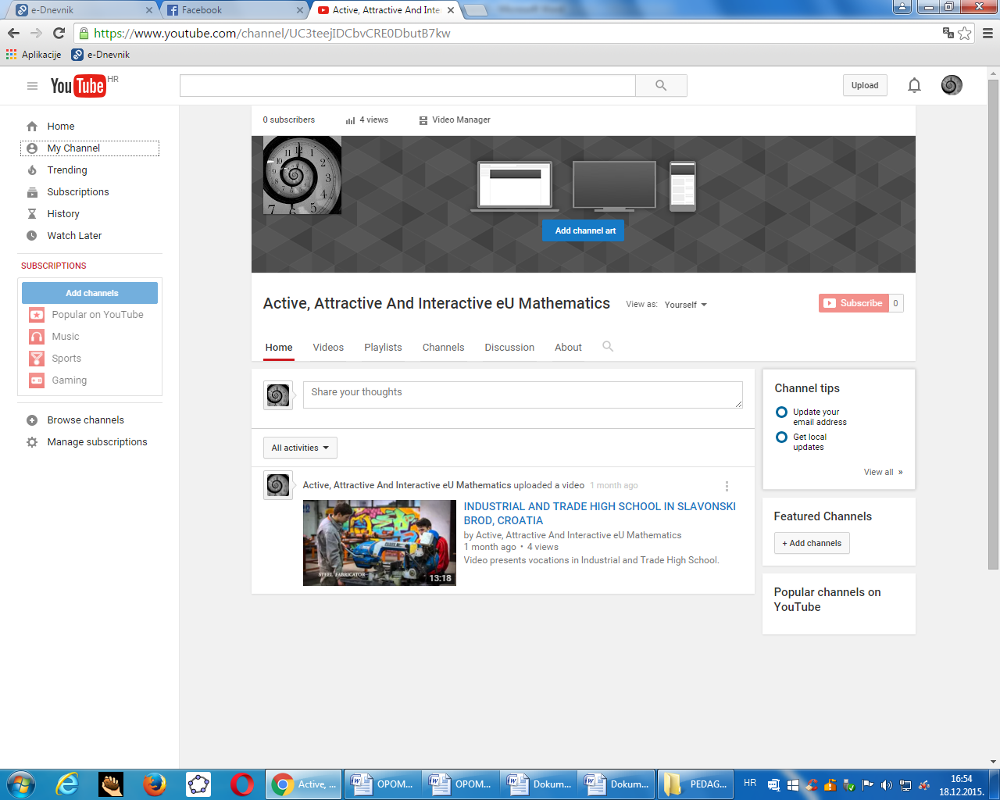 e-Dnevnik
Facebook
Active, Attractive And Inte
https://www.youtube.com/channel/UC3teejIDCbvCRE0DbutB7kw
Aplikacije
e-Dnevnik
YouTube HR
Upload
Home
My Channel
Trending
Subscriptions
History
Watch Later
SUBSCRIPTIONS
Add channels
Popular on YouTube
Music
Sports
Gaming
Browse channels
Manage subscriptions
0 subscribers
4 views
Video Manager
Add channel art
Active, Attractive And Interactive eU Mathematics
View as: Yourself
Subscribe 0
Home Videos Playlists Channels Discussion About
Share your thoughts
All activities
Active, Attractive And Interactive eU Mathematics uploaded a video 1 month ago
STEEL FABRICATOR
13:18
INDUSTRIAL AND TRADE HIGH SCHOOL IN SLAVONSKI
BROD, CROATIA
by Active, Attractive And Interactive eU Mathematics
1 month ago • 4 views
Video presents vocations in Industrial and Trade High School.
Channel tips
Update your
email address
Get local
updates
View all »
Featured Channels
+ Add channels
Popular channels on
YouTube
Active, ...
OPOM...
OPOM...
Dokum...
Dokum...
PEDAG...
HR
16:54
18.12.2015.